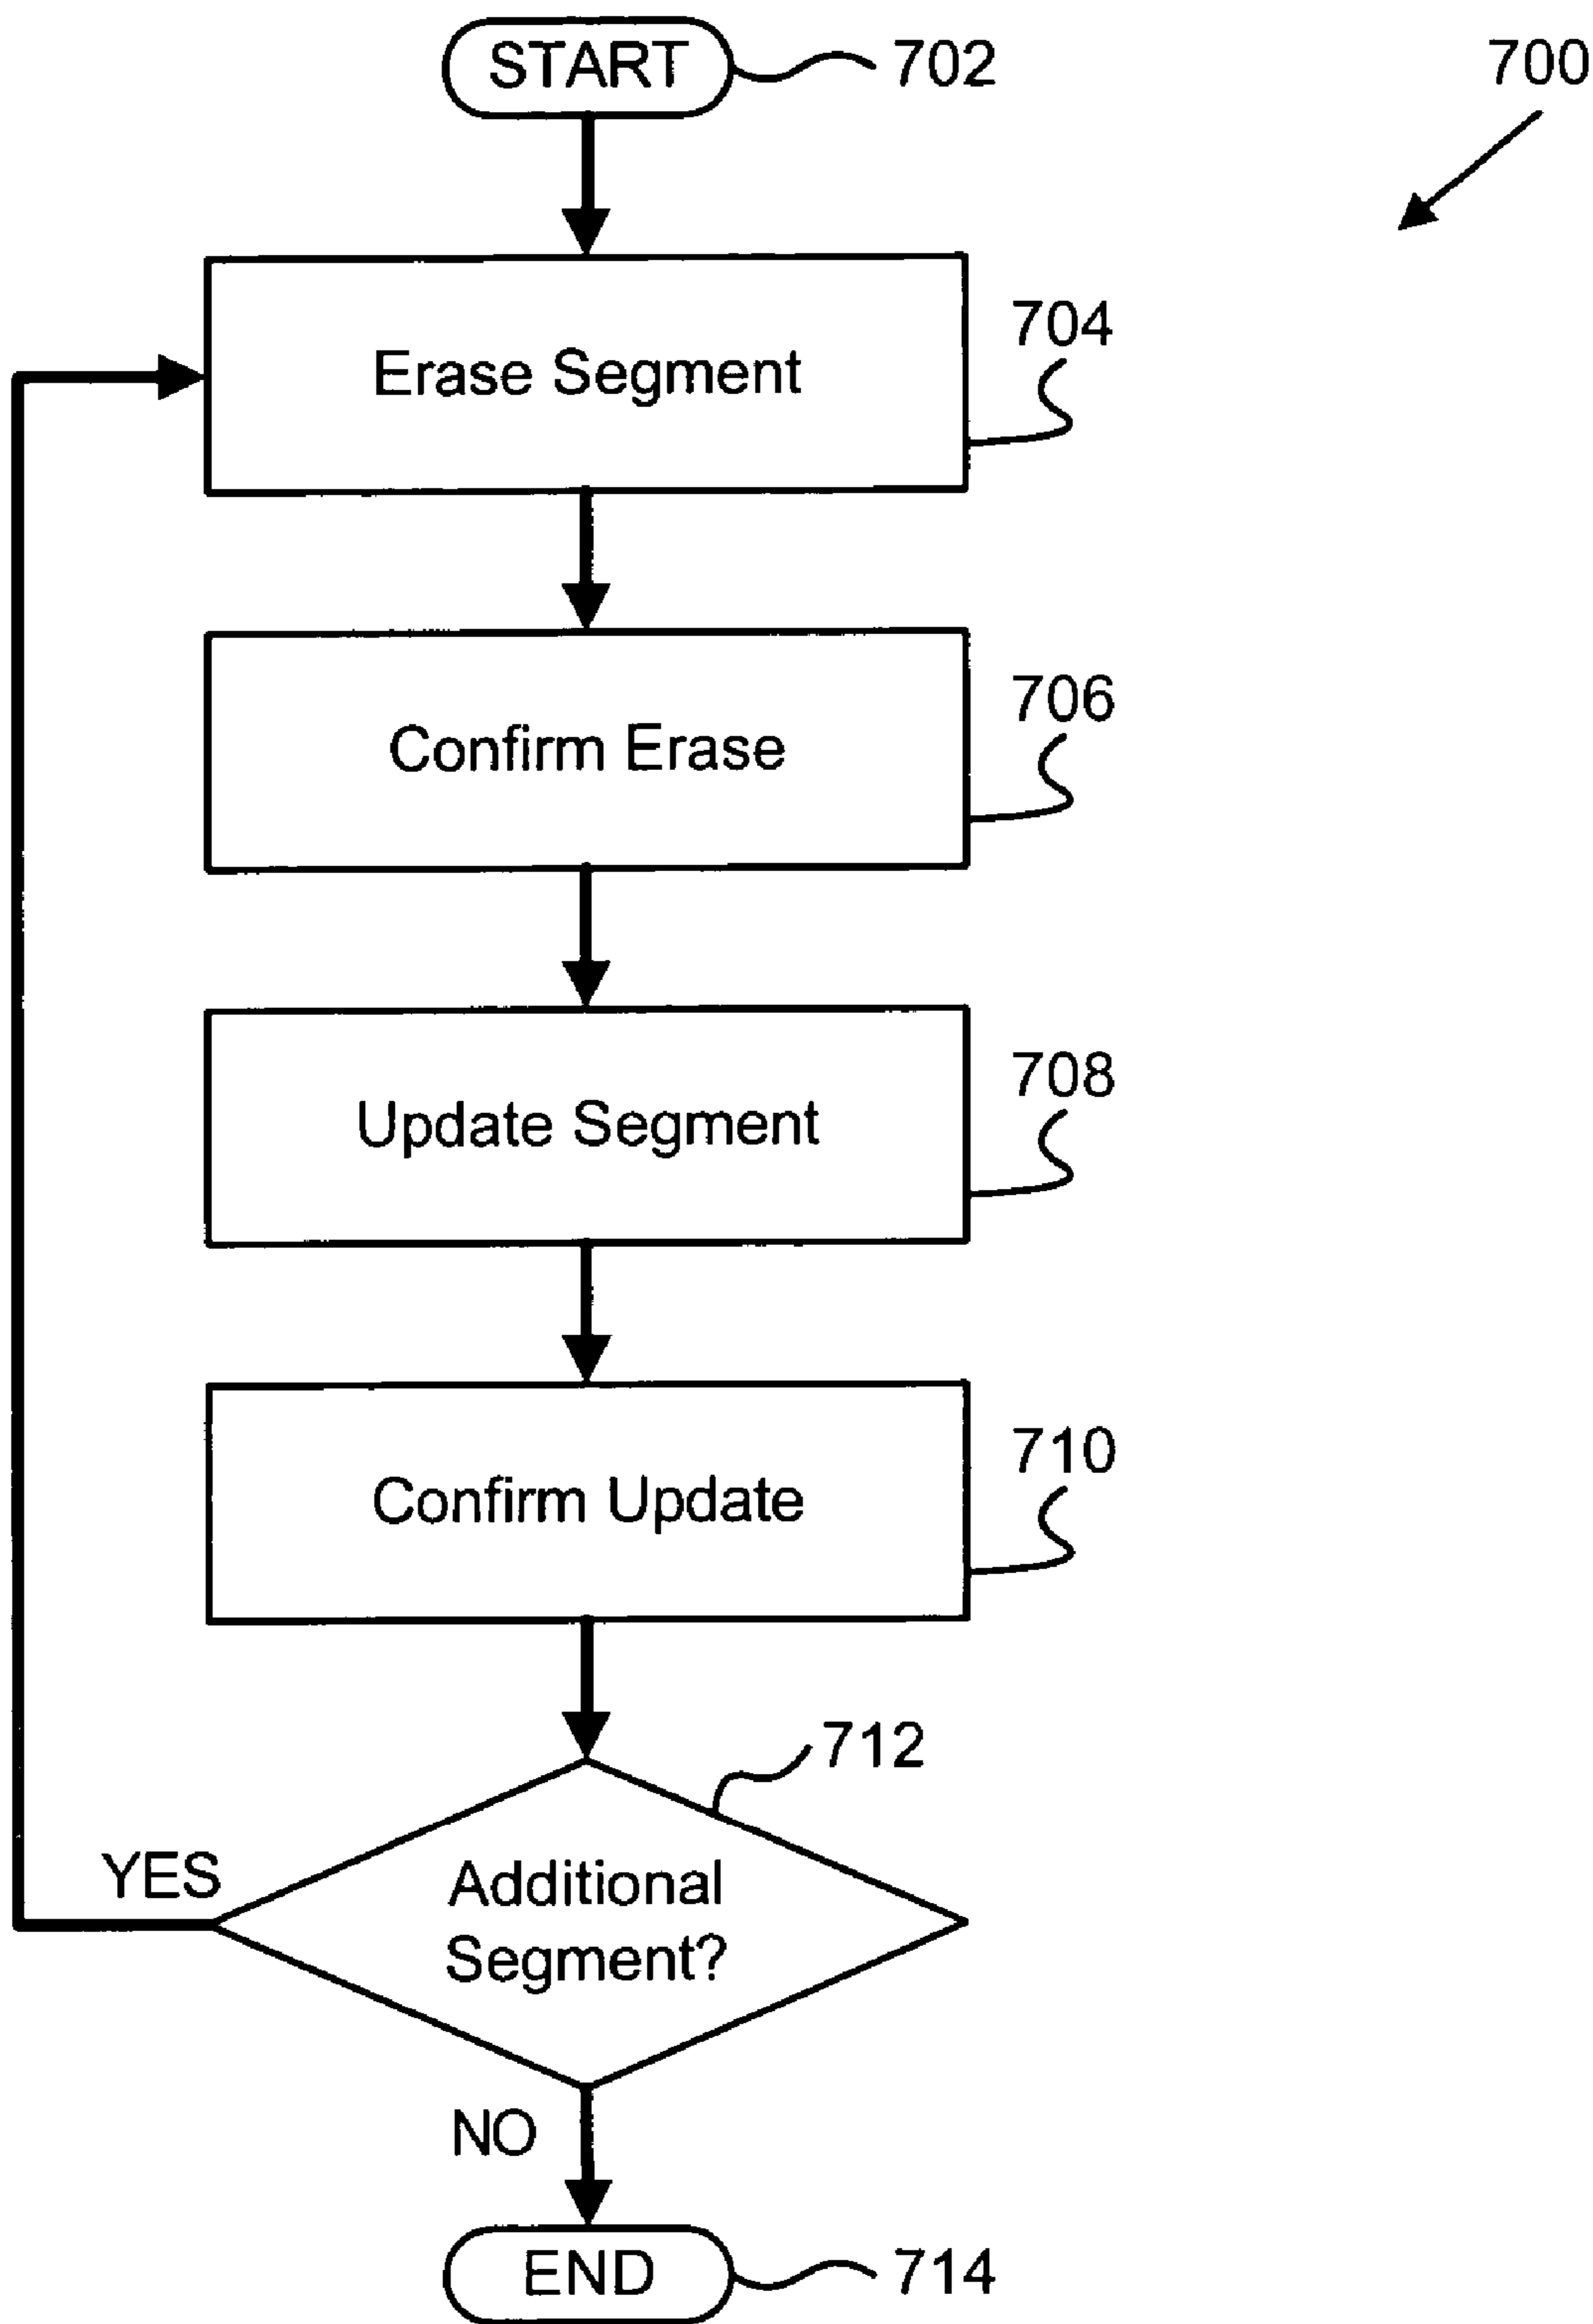 START
702
700
704
Erase Segment
706
Confirm Erase
708
Update Segment
710
Confirm Update
712
YES
Additional
Segment?
NO
END
714